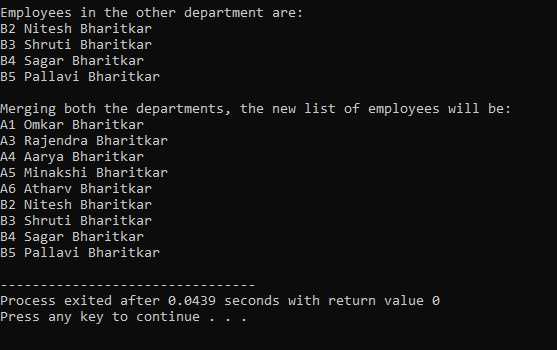 Employees in the other department are:
B2 Nitesh Bharitkar
B3 Shruti Bharitkar
B4 Sagar Bharitkar
B5 Pallavi Bharitkar
Merging both the departments, the new list of employees will be:
A1 Omkar Bharitkar
A3 Rajendra Bharitkar
A4 Aarya Bharitkar
A5 Minakshi Bharitkar
A6 Atharv Bharitkar
B2 Nitesh Bharitkar
B3 Shruti Bharitkar
B4 Sagar Bharitkar
B5 Pallavi Bharitkar
--------------------------------
Process exited after 0.0439 seconds with return value 0
Press any key to continue . . .